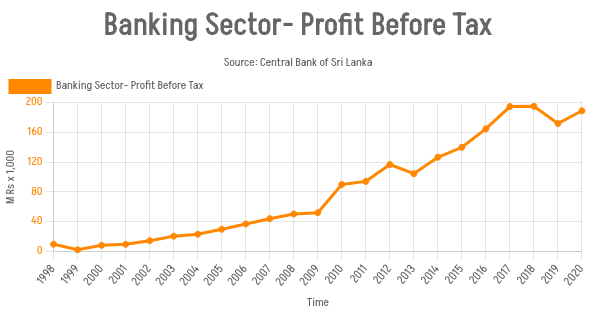 Banking Sector- Profit Before Tax
Source: Central Bank of Sri Lanka
Banking Sector- Profit Before Tax
200
160
120
80
40
0
M Rs x 1,000
1998 1999 2000 2001 2002 2003 2004 2005 2006 2007 2008 2009 2010 2011 2012 2013 2014 2015 2016 2017 2018 2019 2020
Time